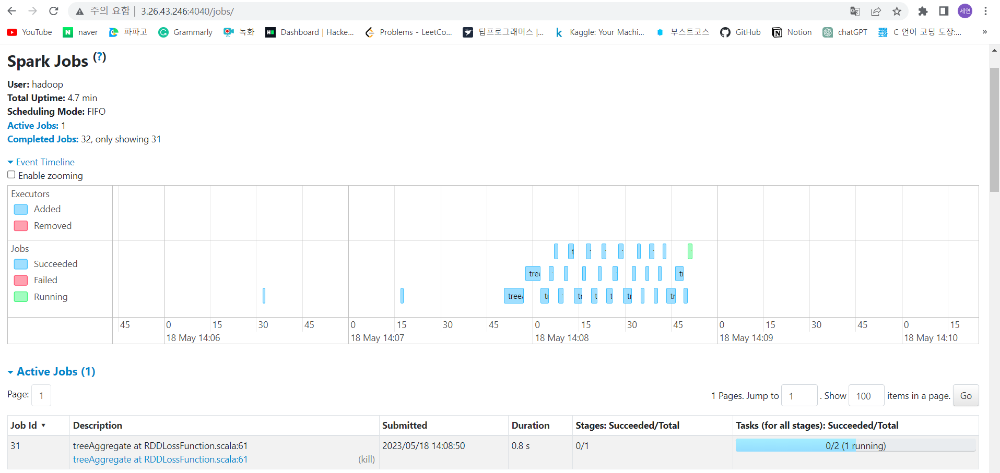 주의 요함 | 3.26.43.246:4040/jobs/ 세연
YouTube naver 파파고 Grammarly 녹화 Dashboard | Hacke... Problems - LeetCo... 탑프로그래머스 |... Kaggle: Your Machi... 부스트코스 GitHub Notion chatGPT C 언어 코딩 도장:... »
Spark Jobs (?)
User: hadoop
Total Uptime: 4.7 min
Scheduling Mode: FIFO
Active Jobs: 1
Completed Jobs: 32, only showing 31
Event Timeline
Enable zooming
Executors
Added
Removed
Jobs
Succeeded
Failed
Running
tree
treeA
tr
tr
t
t
tr
tr
45 0 15 30 45 0 15 30 45 0 15 30 45 0 15 30 45 0 15
18 May 14:06 18 May 14:07 18 May 14:08 18 May 14:09 18 May 14:10
Active Jobs (1)
Page: 1 1 Pages. Jump to 1 . Show 100 items in a page. Go
Job Id ▾ Description Submitted Duration Stages: Succeeded/Total Tasks (for all stages): Succeeded/Total
31 treeAggregate at RDDLossFunction.scala:61 2023/05/18 14:08:50 0.8 s 0/1 0/2 (1 running)
treeAggregate at RDDLossFunction.scala:61 (kill)